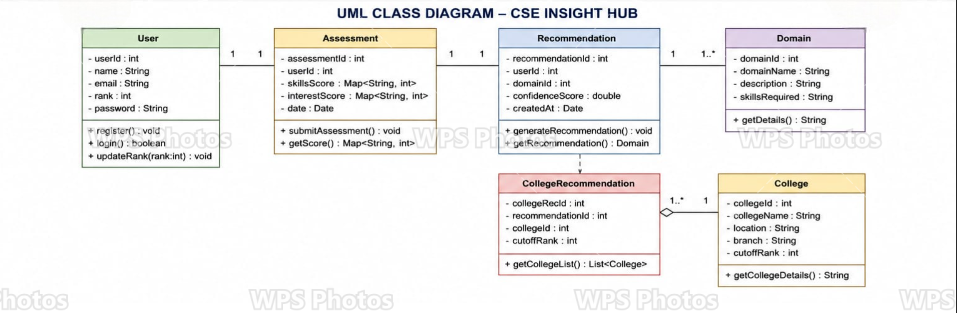 UML CLASS DIAGRAM – CSE INSIGHT HUB
User
- userId : int
- name : String
- email : String
- rank : int
- password : String
+ register() : void
+ login() : boolean
+ updateRank(rank:int) : void
1 1
Assessment
- assessmentId : int
- userId : int
- skillsScore : Map<String, int>
- interestScore : Map<String, int>
- date : Date
+ submitAssessment() : void
+ getScore() : Map<String, int>
1 1
Recommendation
- recommendationId : int
- userId : int
- domainId : int
- confidenceScore : double
- createdAt : Date
+ generateRecommendation() : void
+ getRecommendation() : Domain
1 1..*
Domain
- domainId : int
- domainName : String
- description : String
- skillsRequired : String
+ getDetails() : String
CollegeRecommendation
- collegeRecId : int
- recommendationId : int
- collegeId : int
- cutoffRank : int
+ getCollegeList() : List<College>
1..* 1
College
- collegeId : int
- collegeName : String
- location : String
- branch : String
- cutoffRank : int
+ getCollegeDetails() : String
WPS Photos
WPS Photos
WPS Photos
hotos
WPS Photos
WPS Photos
WPS